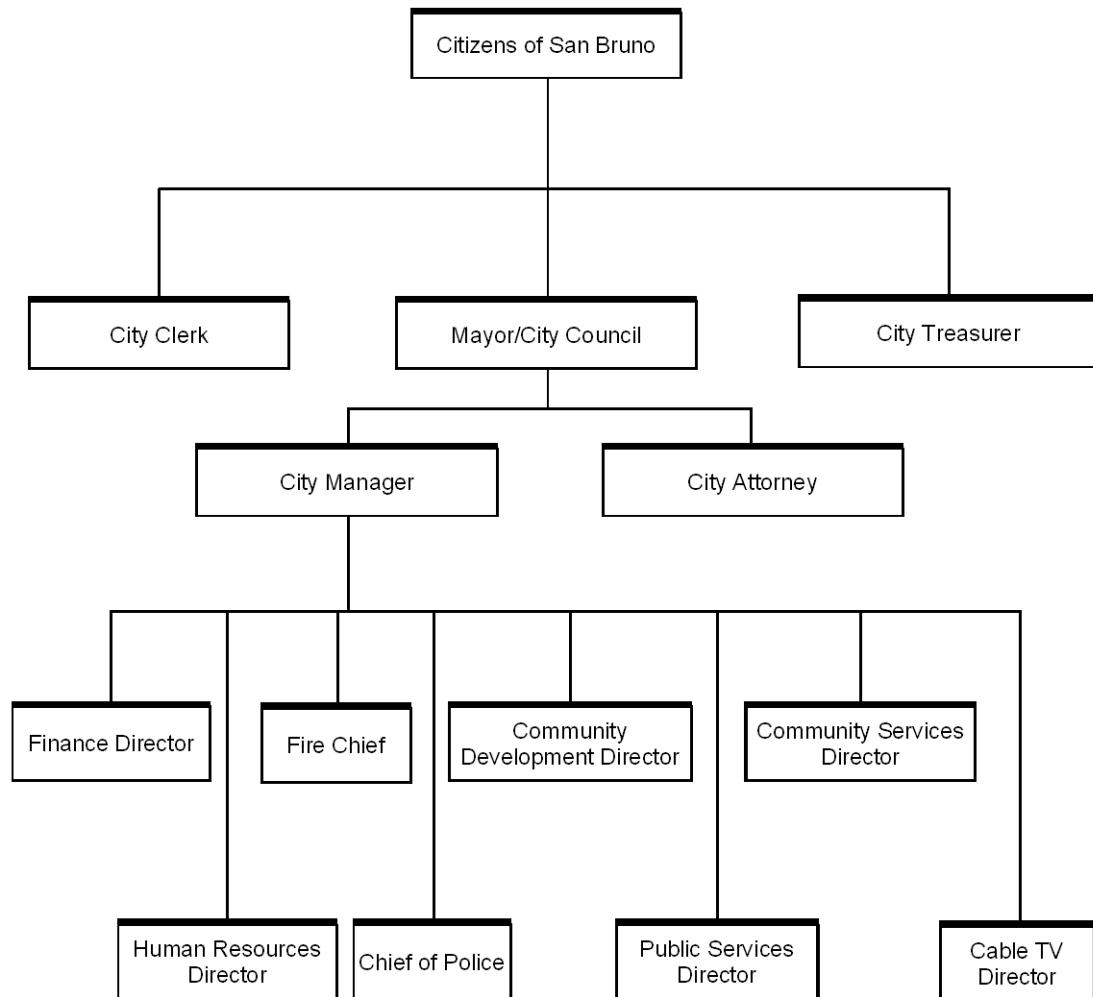 Citizens of San Bruno
City Clerk
Mayor/City Council
City Treasurer
City Manager
City Attorney
Finance Director
Fire Chief
Community
Development Director
Community Services
Director
Human Resources
Director
Chief of Police
Public Services
Director
Cable TV
Director